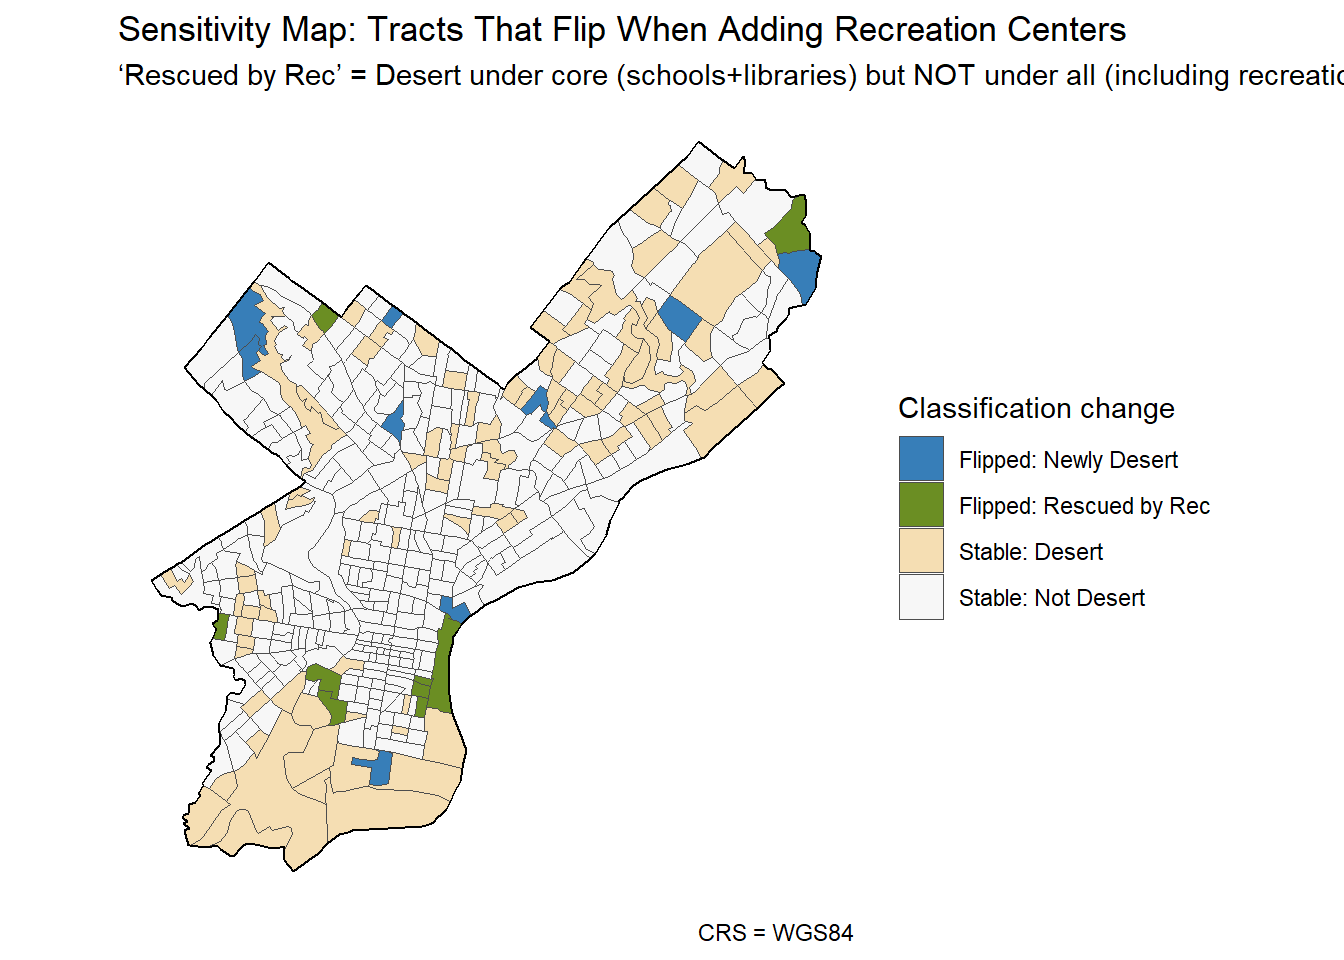 Sensitivity Map: Tracts That Flip When Adding Recreation Centers
‘Rescued by Rec’ = Desert under core (schools+libraries) but NOT under all (including recreatio
Classification change
Flipped: Newly Desert
Flipped: Rescued by Rec
Stable: Desert
Stable: Not Desert
CRS = WGS84